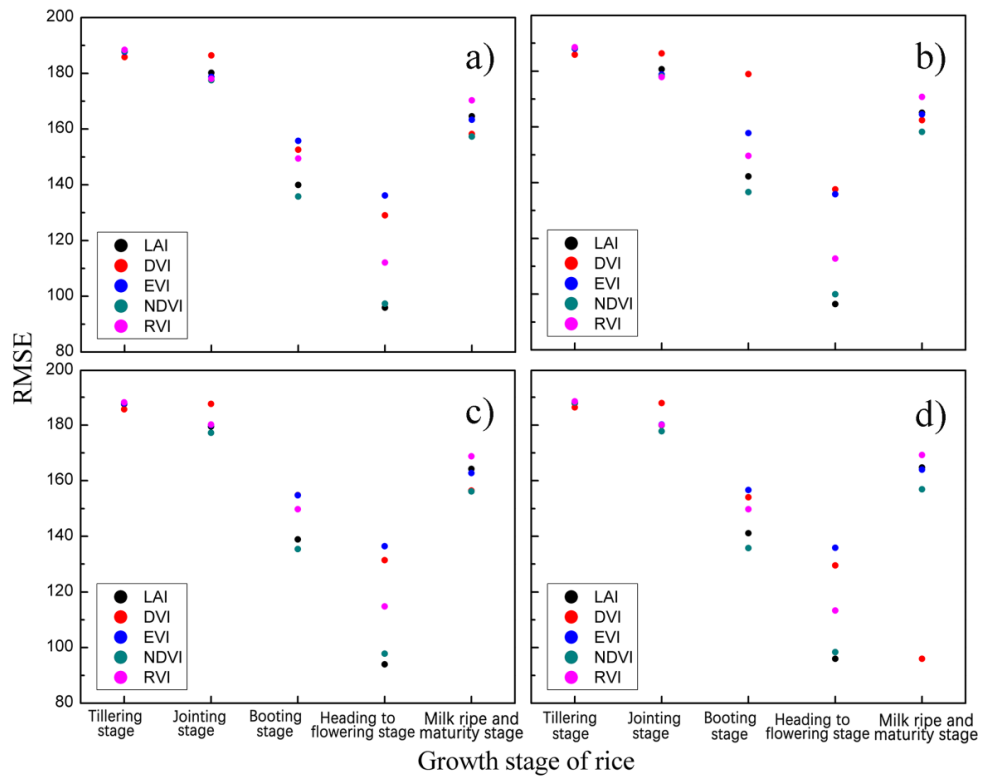 200
180
160
140
120
100
80
a)
LAI
DVI
EVI
NDVI
RVI
b)
LAI
DVI
EVI
NDVI
RVI
RMSE
200
180
160
140
120
100
80
c)
LAI
DVI
EVI
NDVI
RVI
d)
LAI
DVI
EVI
NDVI
RVI
Tillering
stage
Jointing
stage
Booting
stage
Heading to
flowering stage
Milk ripe and
maturity stage
Tillering
stage
Jointing
stage
Booting
stage
Heading to
flowering stage
Milk ripe and
maturity stage
Growth stage of rice